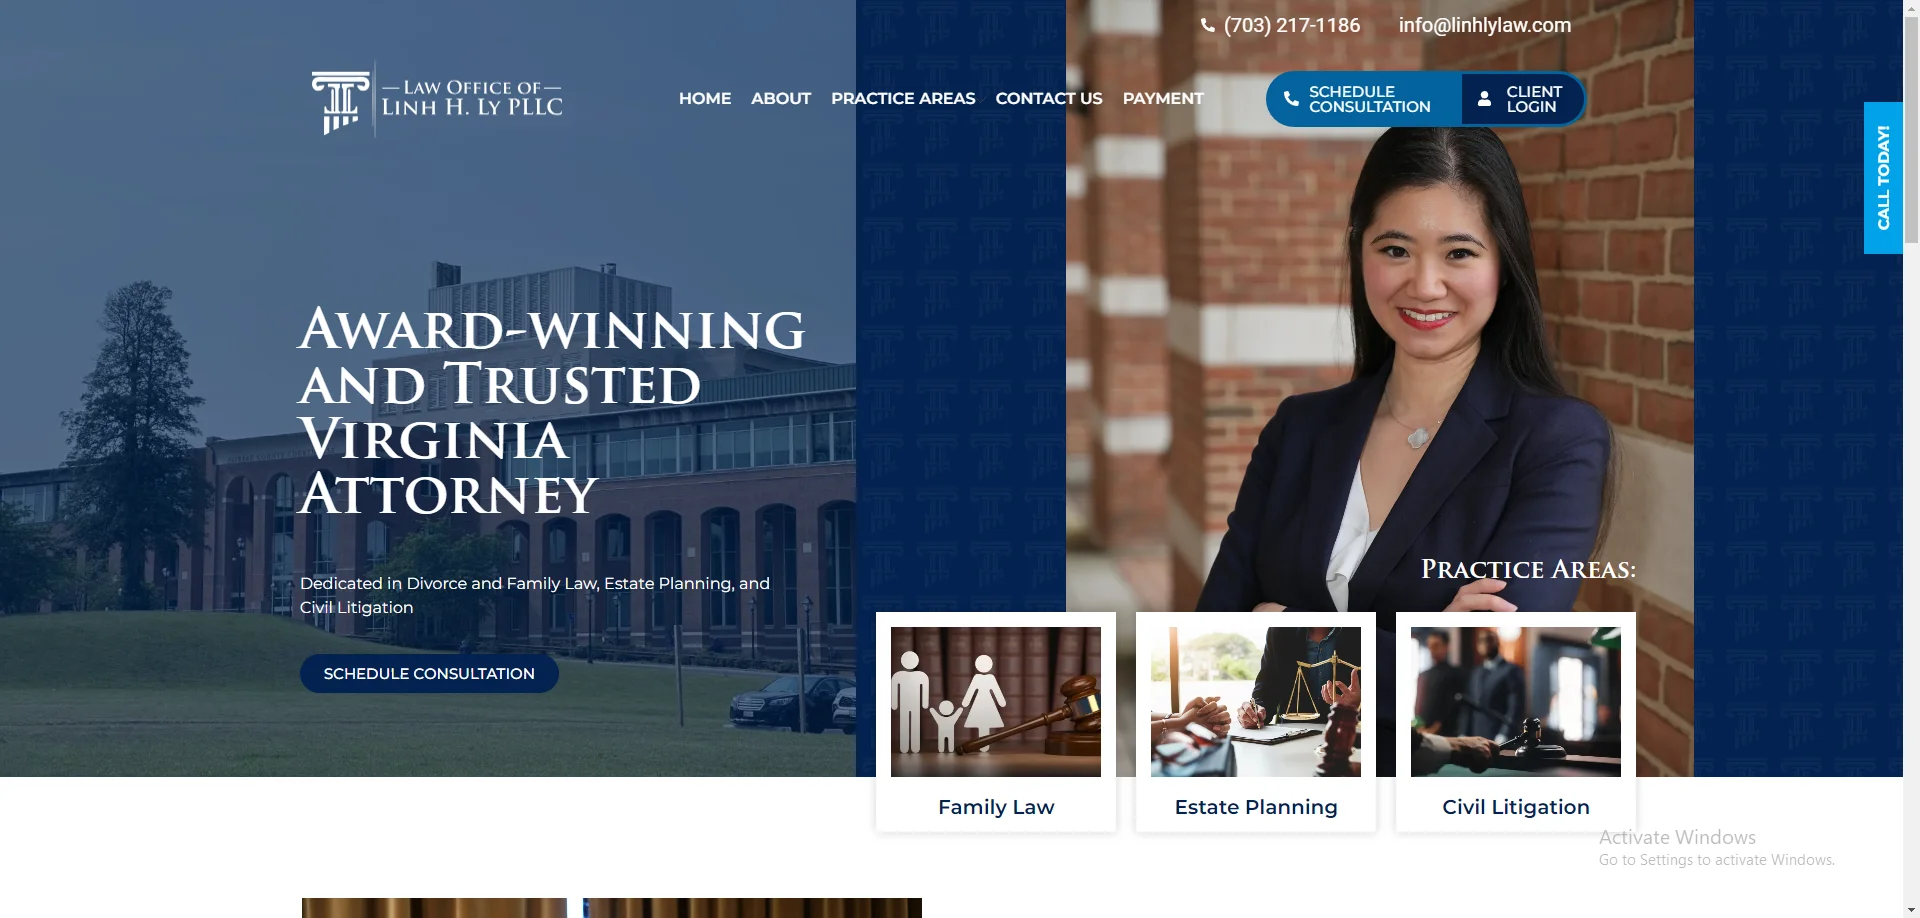 (703) 217-1186 info@linhlylaw.com
LAW OFFICE OF
LINH H. LY PLLC
HOME ABOUT PRACTICE AREAS CONTACT US PAYMENT
SCHEDULE
CONSULTATION
CLIENT
LOGIN
CALL TODAY!
AWARD-WINNING
AND TRUSTED
VIRGINIA
ATTORNEY
Dedicated in Divorce and Family Law, Estate Planning, and
Civil Litigation
SCHEDULE CONSULTATION
PRACTICE AREAS:
Family Law
Estate Planning
Civil Litigation
Activate Windows
Go to Settings to activate Windows.